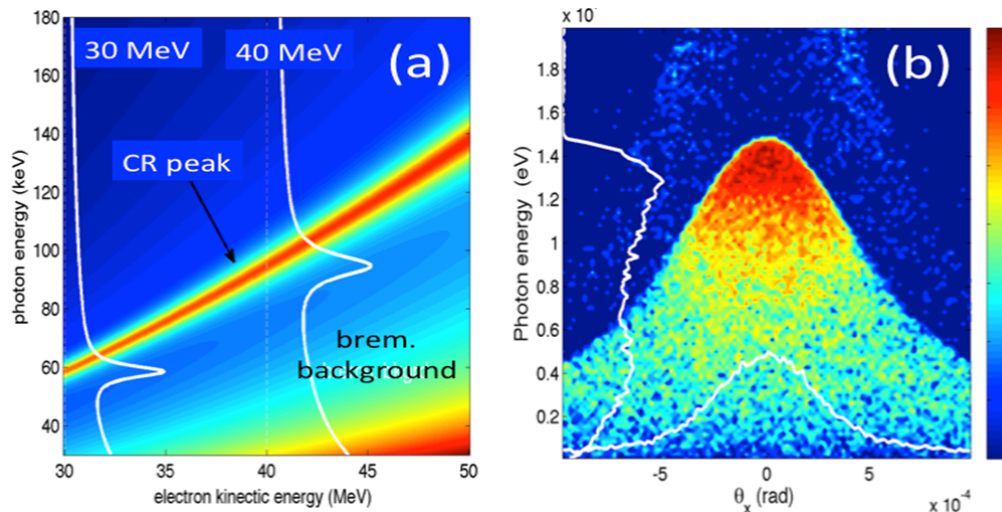 180
160
140
120
100
80
60
40
30 MeV
40 MeV
(a)
CR peak
brem.
background
photon energy (keV)
30
35
40
45
50
electron kinetic energy (MeV)
1.8
1.6
1.4
1.2
1
0.8
0.6
0.4
0.2
(b)
Photon energy (eV)
-5
0
5
θx (rad)
x 10⁻⁴